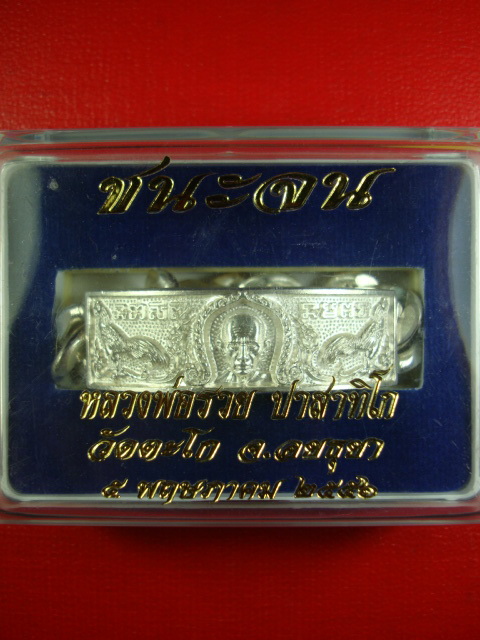 ชนะจน
หลวงพ่อรวย ปาสาทิโก
วัดตะโก จ.อยุธยา
๕ พฤษภาคม ๒๕๕๖